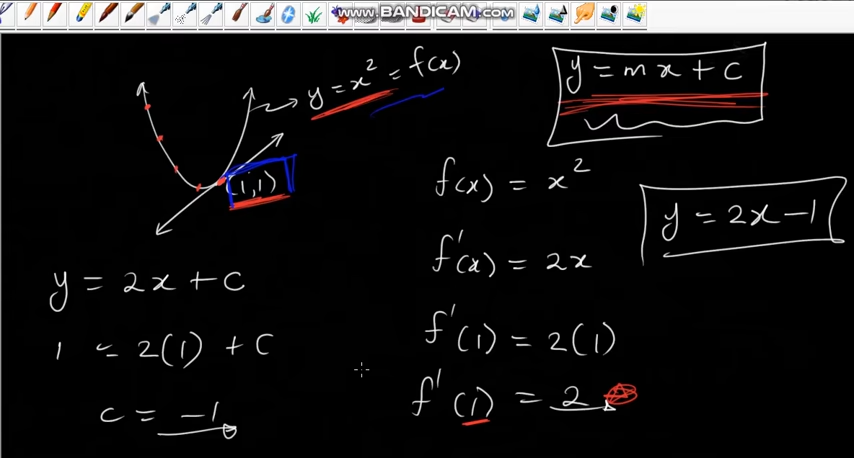 www.BANDICAM.com
y = x² = f(x)
(1,1)
y = mx + c
f(x) = x²
y = 2x - 1
f'(x) = 2x
y = 2x + c
f'(1) = 2(1)
1 = 2(1) + c
f'(1) = 2
c = -1